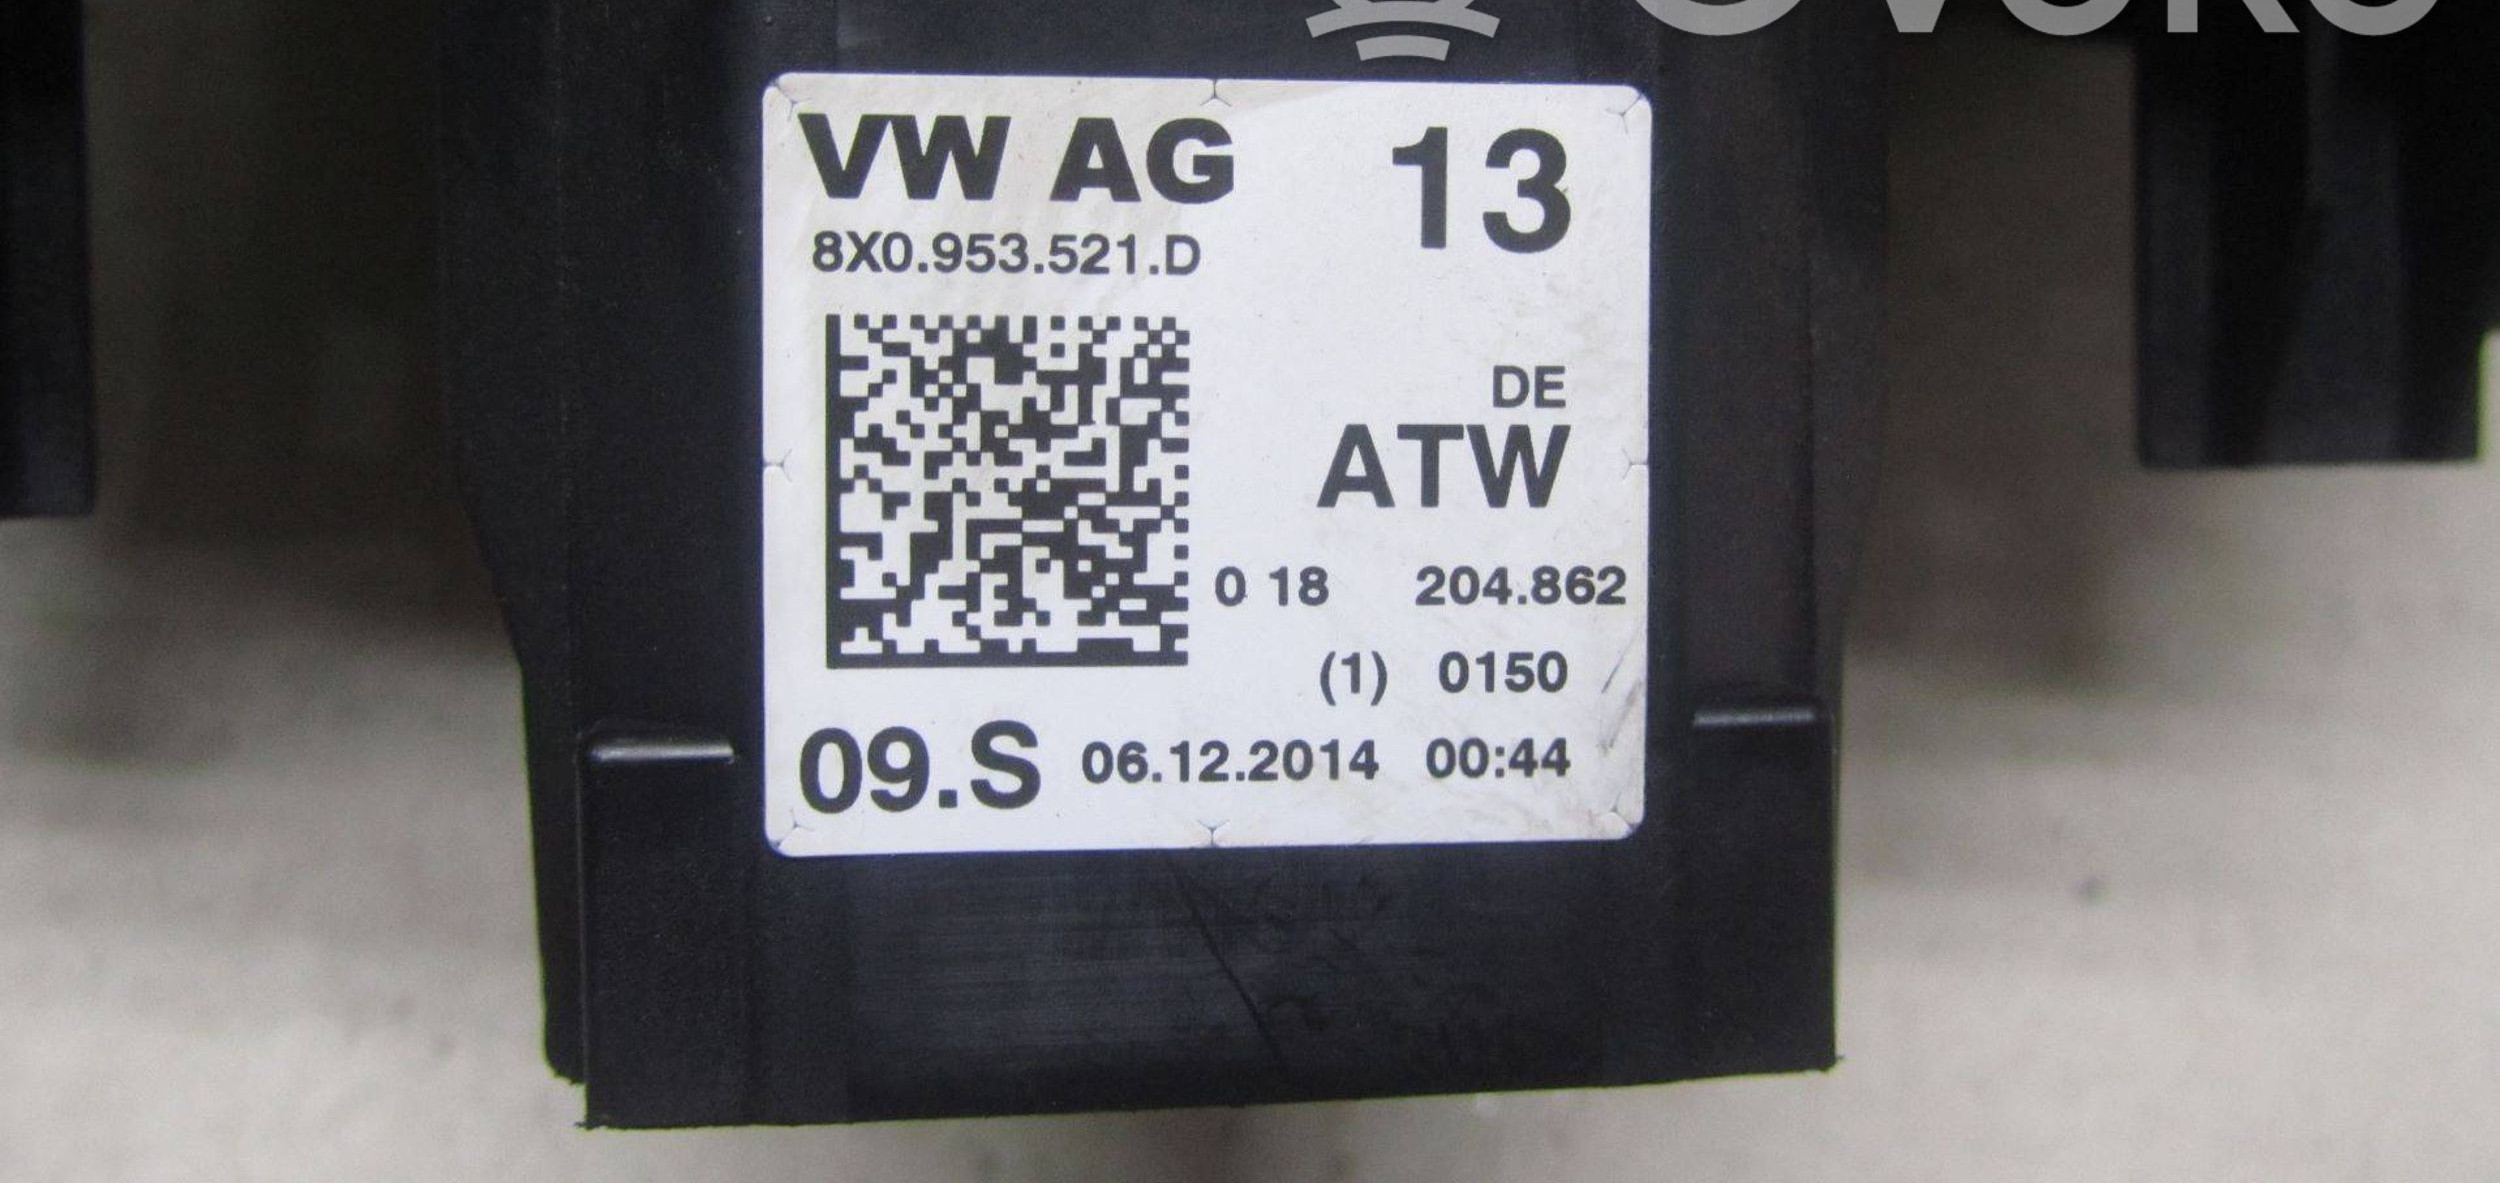 VW AG 13
8X0.953.521.D
DE
ATW
0 18 204.862
(1) 0150
09.S 06.12.2014 00:44